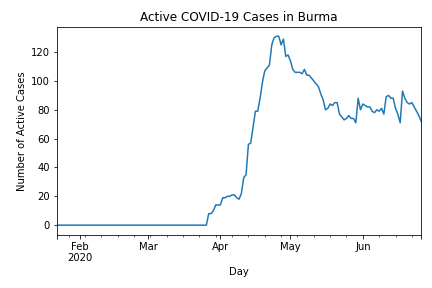 Active COVID-19 Cases in Burma
Number of Active Cases
120
100
80
60
40
20
0
Feb
2020
Mar
Apr
May
Jun
Day